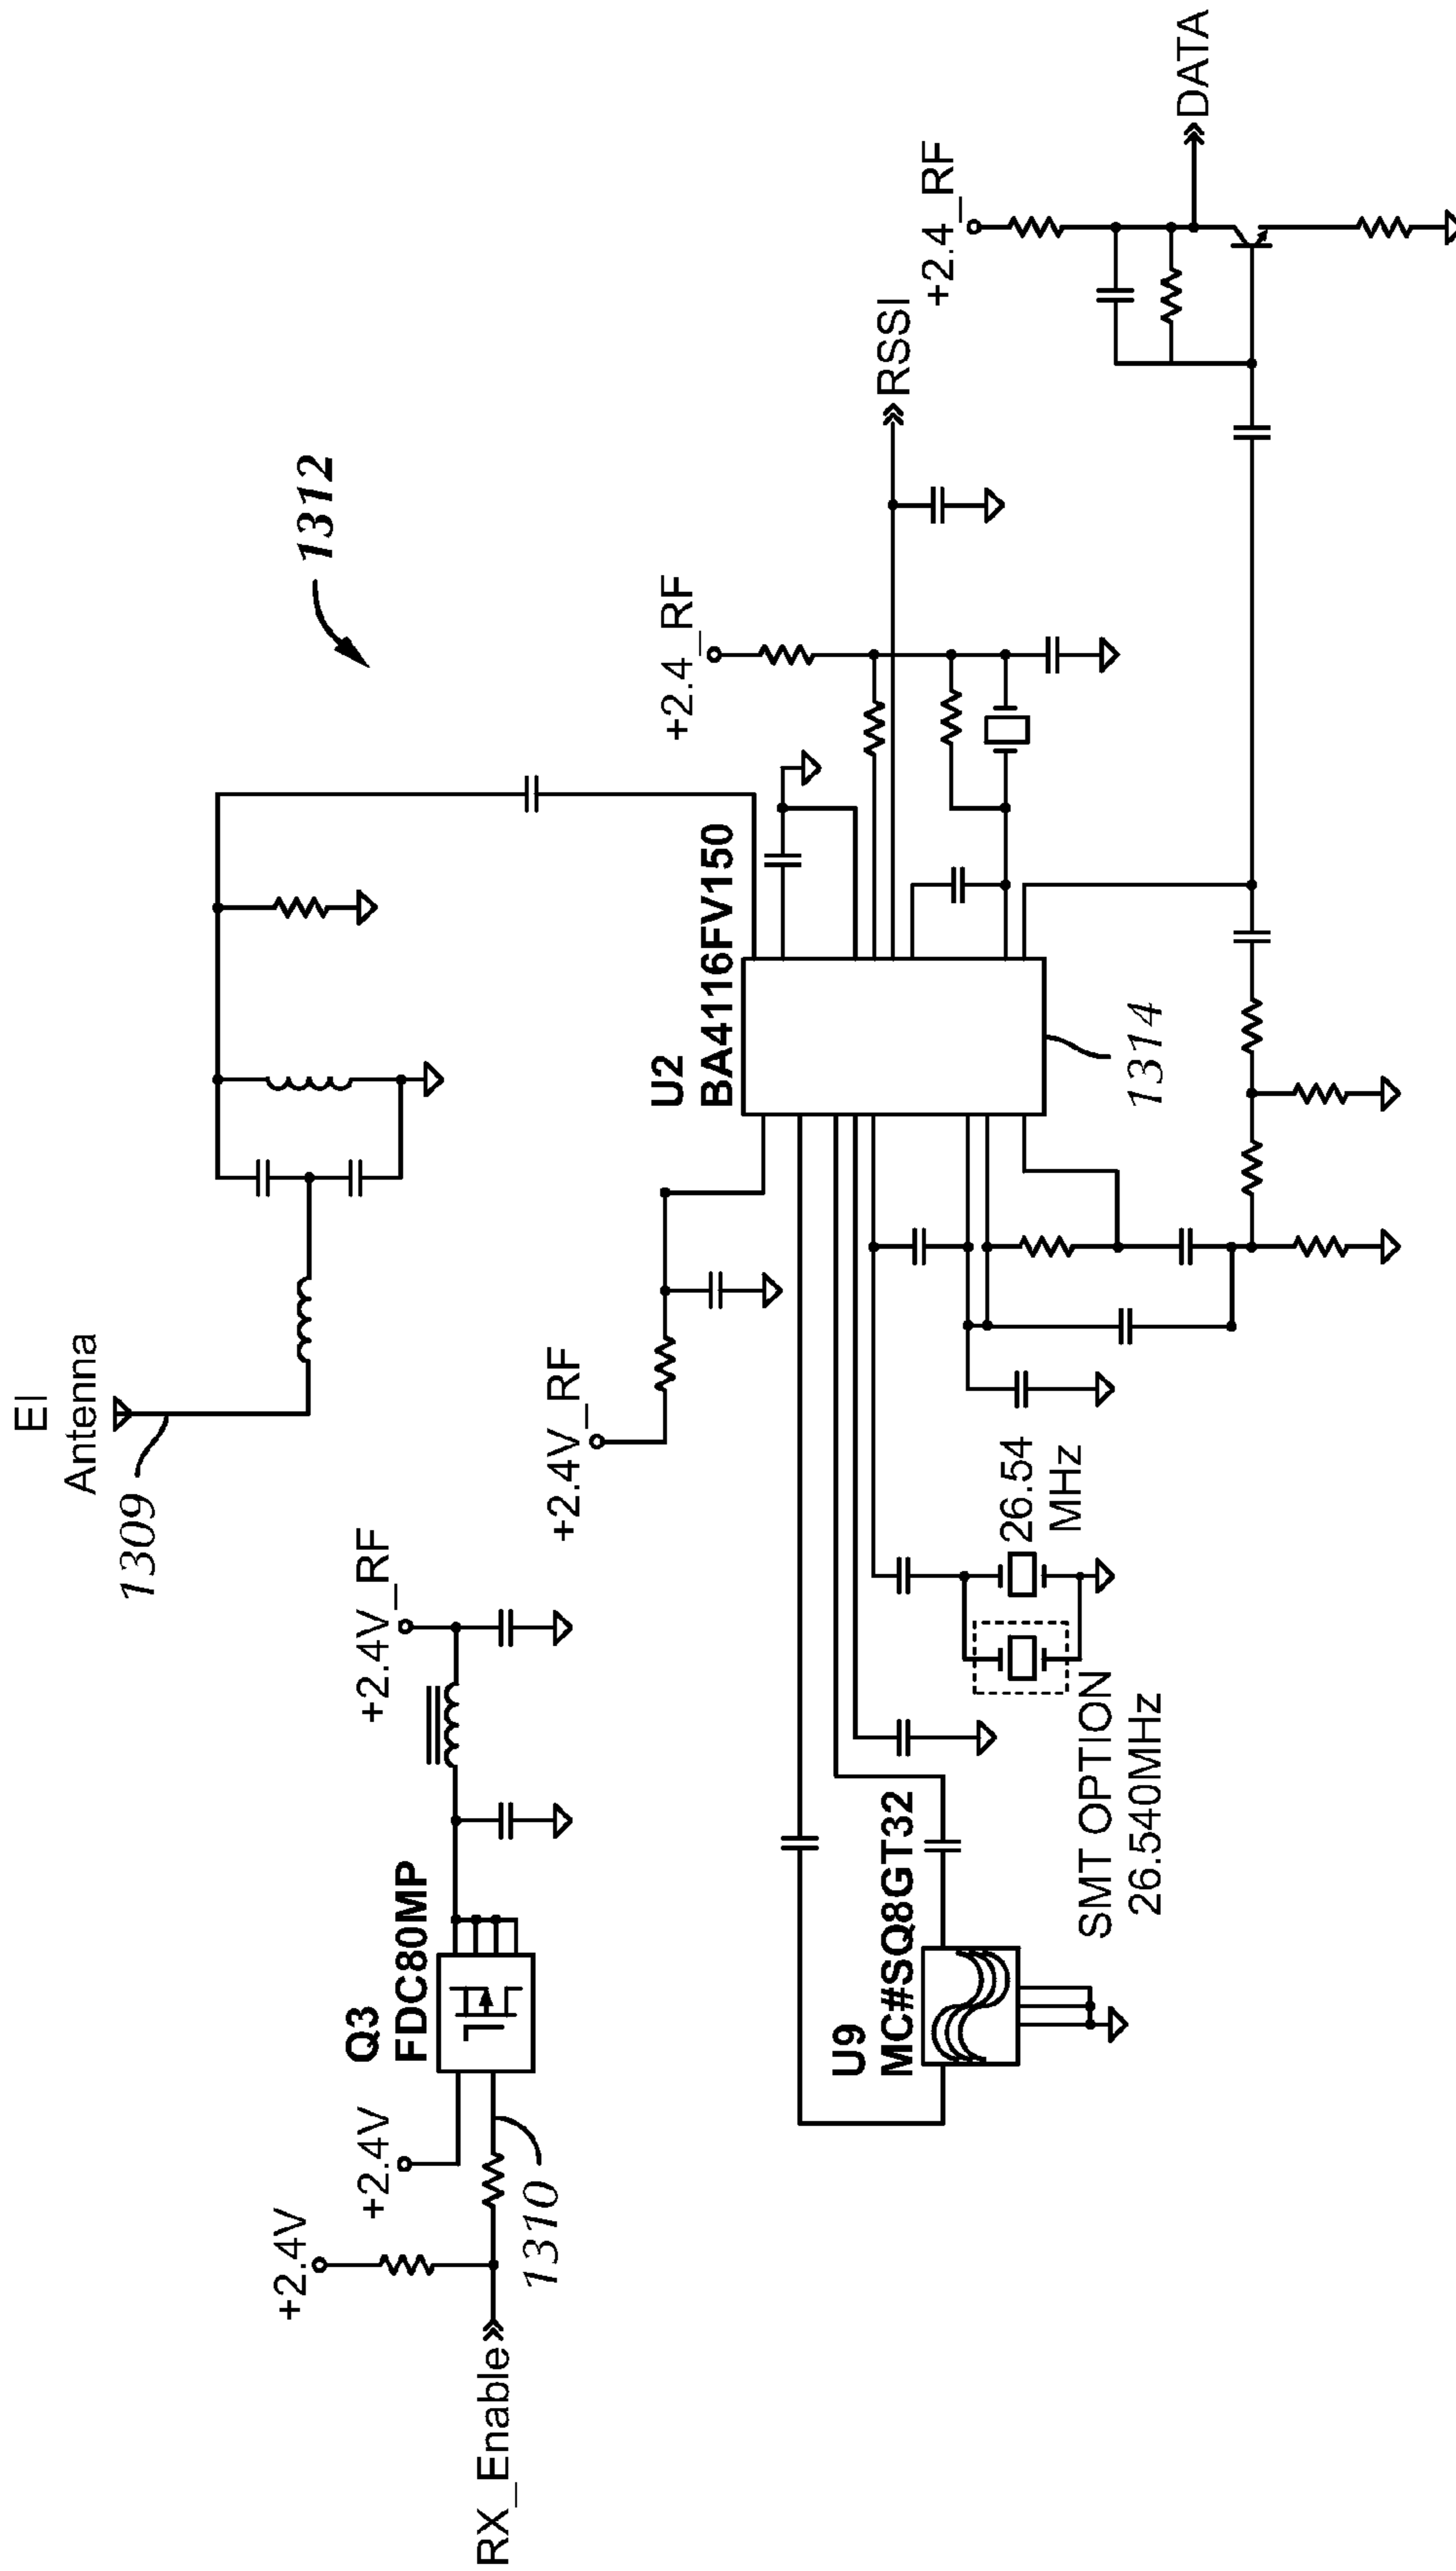 EI
Antenna
1309
1312
+2.4V_RF
+2.4V
+2.4V
Q3
FDC80MP
RX_Enable
1310
+2.4V_RF
U2
BA4116FV150
1314
+2.4_RF
RSSI
+2.4_RF
DATA
U9
MC#SQ8GT32
26.54
MHz
SMT OPTION
26.540MHz